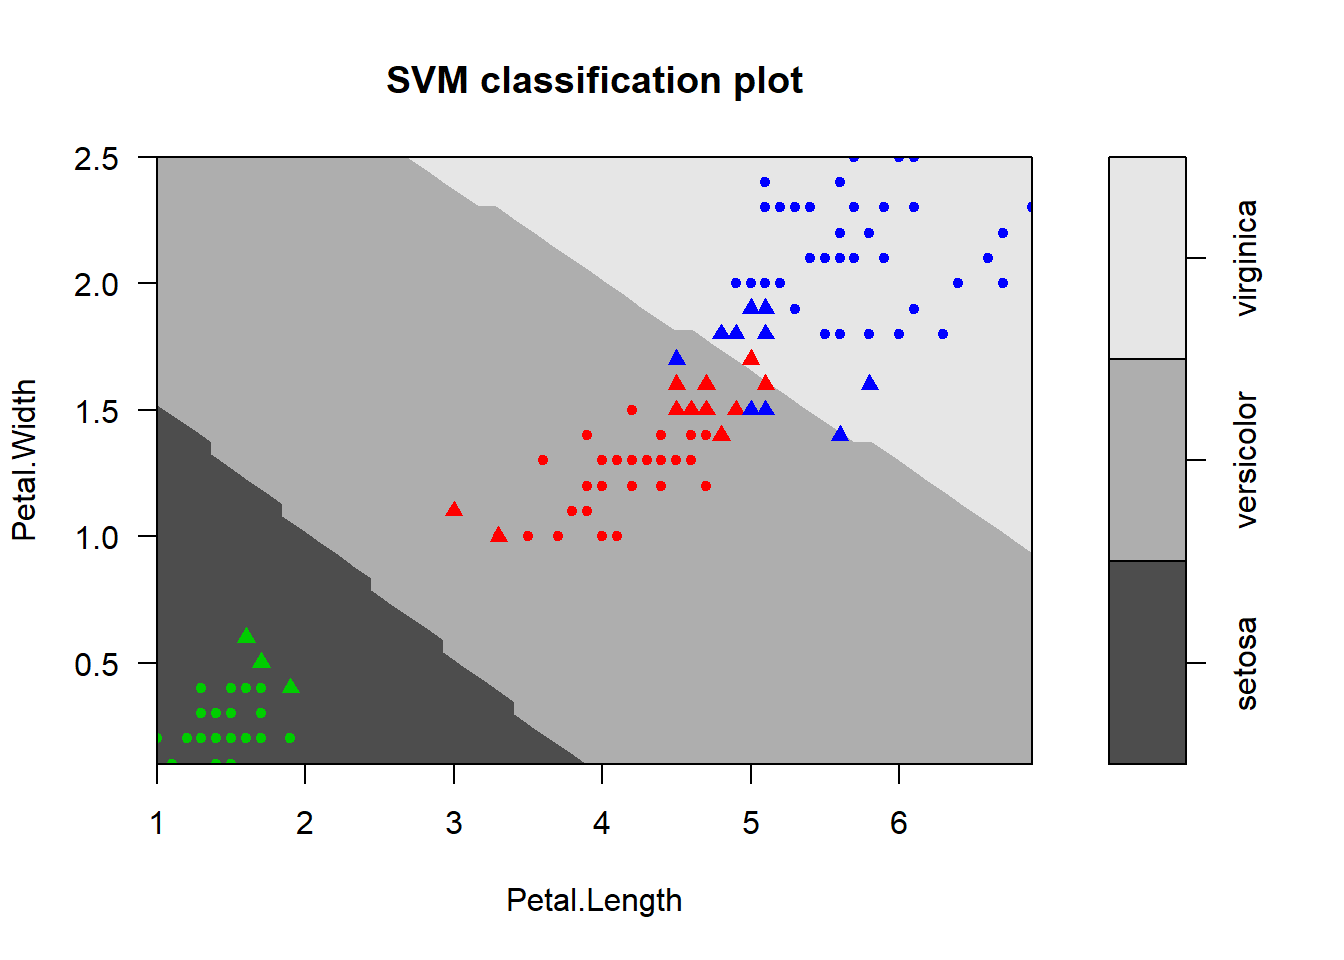 SVM classification plot
2.5
2.0
1.5
1.0
0.5
Petal.Width
1 2 3 4 5 6
Petal.Length
virginica
versicolor
setosa